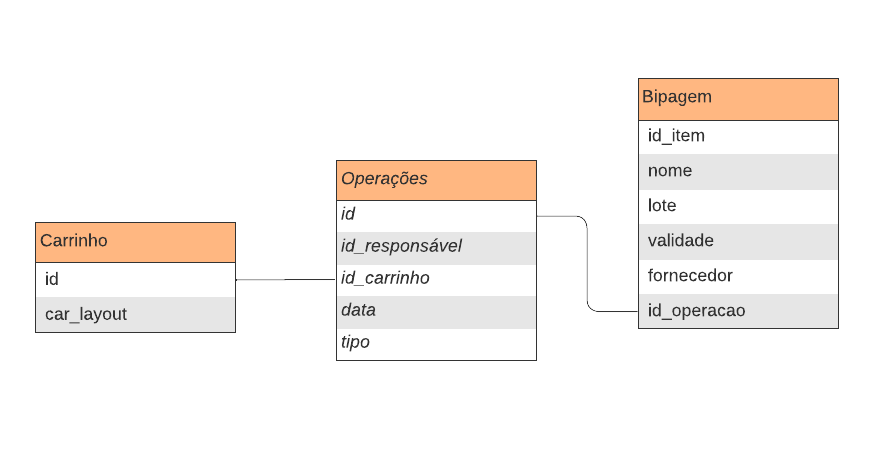 Carrinho
id
car_layout
Operações
id
id_responsável
id_carrinho
data
tipo
Bipagem
id_item
nome
lote
validade
fornecedor
id_operacao